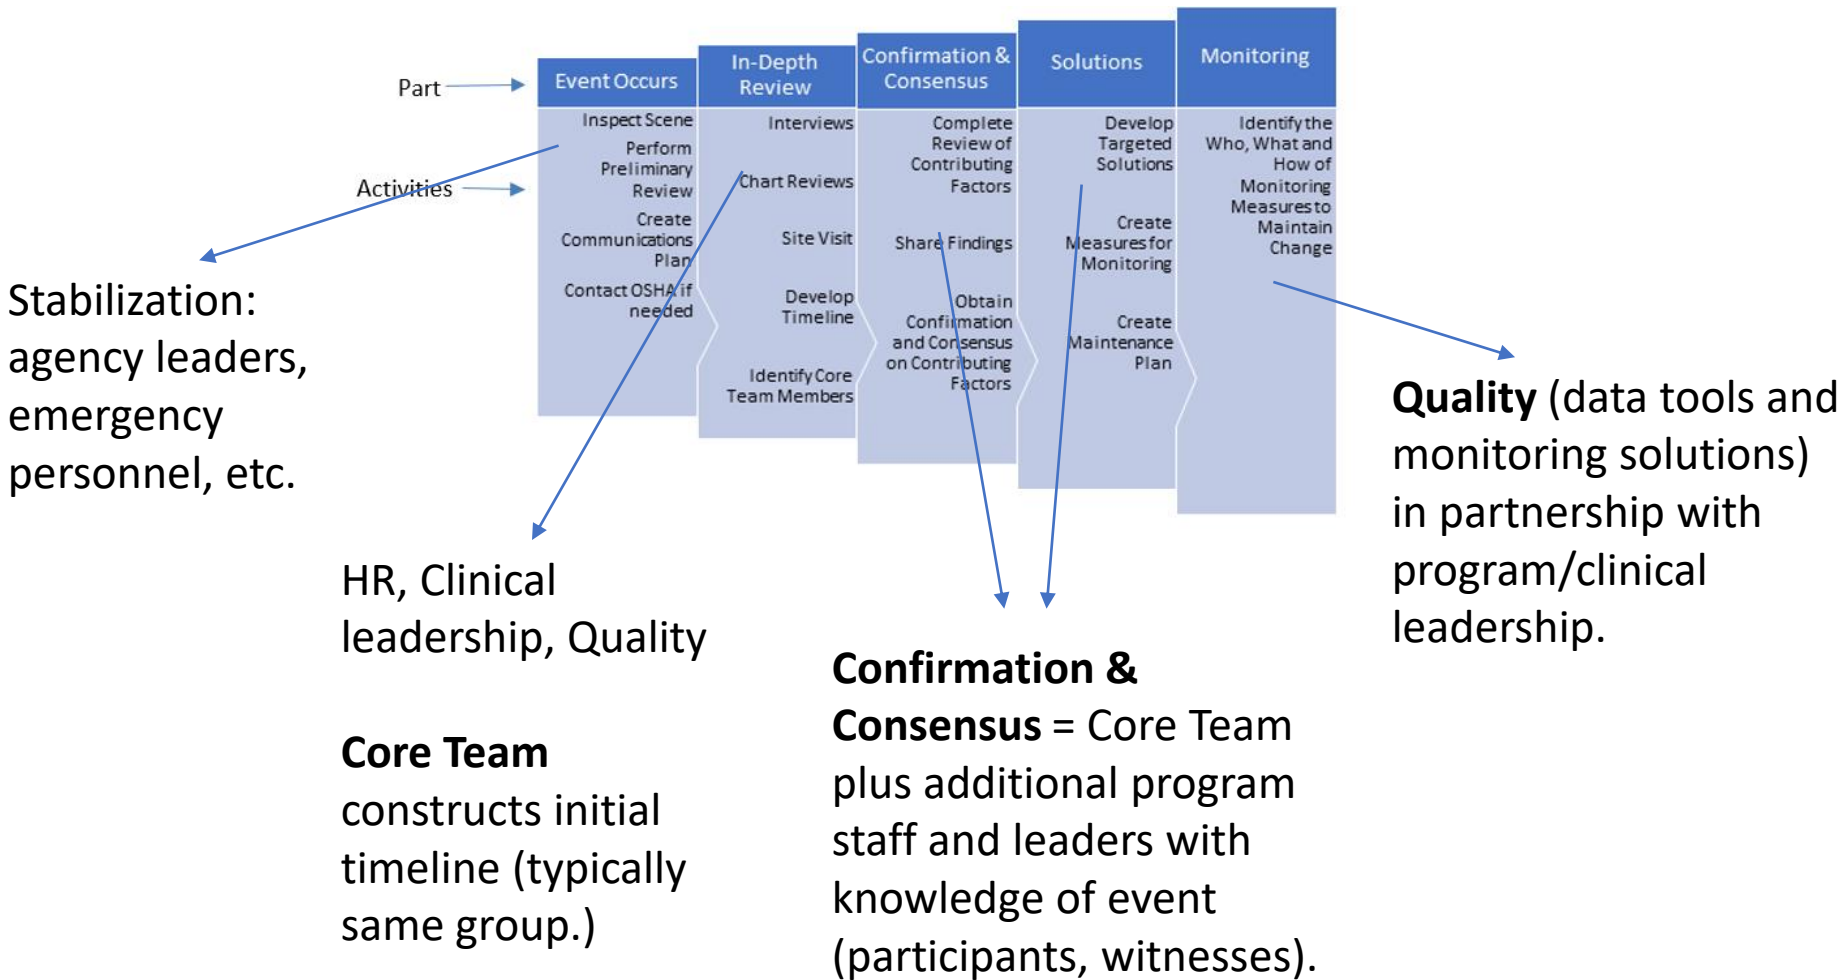 Part
Activities
Event Occurs
Inspect Scene
Perform
Preliminary
Review
Create
Communications
Plan
Contact OSHA if
needed
In-Depth
Review
Interviews
Chart Reviews
Site Visit
Develop
Timeline
Identify Core
Team Members
Confirmation &
Consensus
Complete
Review of
Contributing
Factors
Share Findings
Obtain
Confirmation
and Consensus
on Contributing
Factors
Solutions
Develop
Targeted
Solutions
Create
Measures for
Monitoring
Create
Maintenance
Plan
Monitoring
Identify the
Who, What and
How of
Monitoring
Measures to
Maintain
Change
Stabilization:
agency leaders,
emergency
personnel, etc.
HR, Clinical
leadership, Quality
Core Team
constructs initial
timeline (typically
same group.)
Confirmation &
Consensus = Core Team
plus additional program
staff and leaders with
knowledge of event
(participants, witnesses).
Quality (data tools and
monitoring solutions)
in partnership with
program/clinical
leadership.